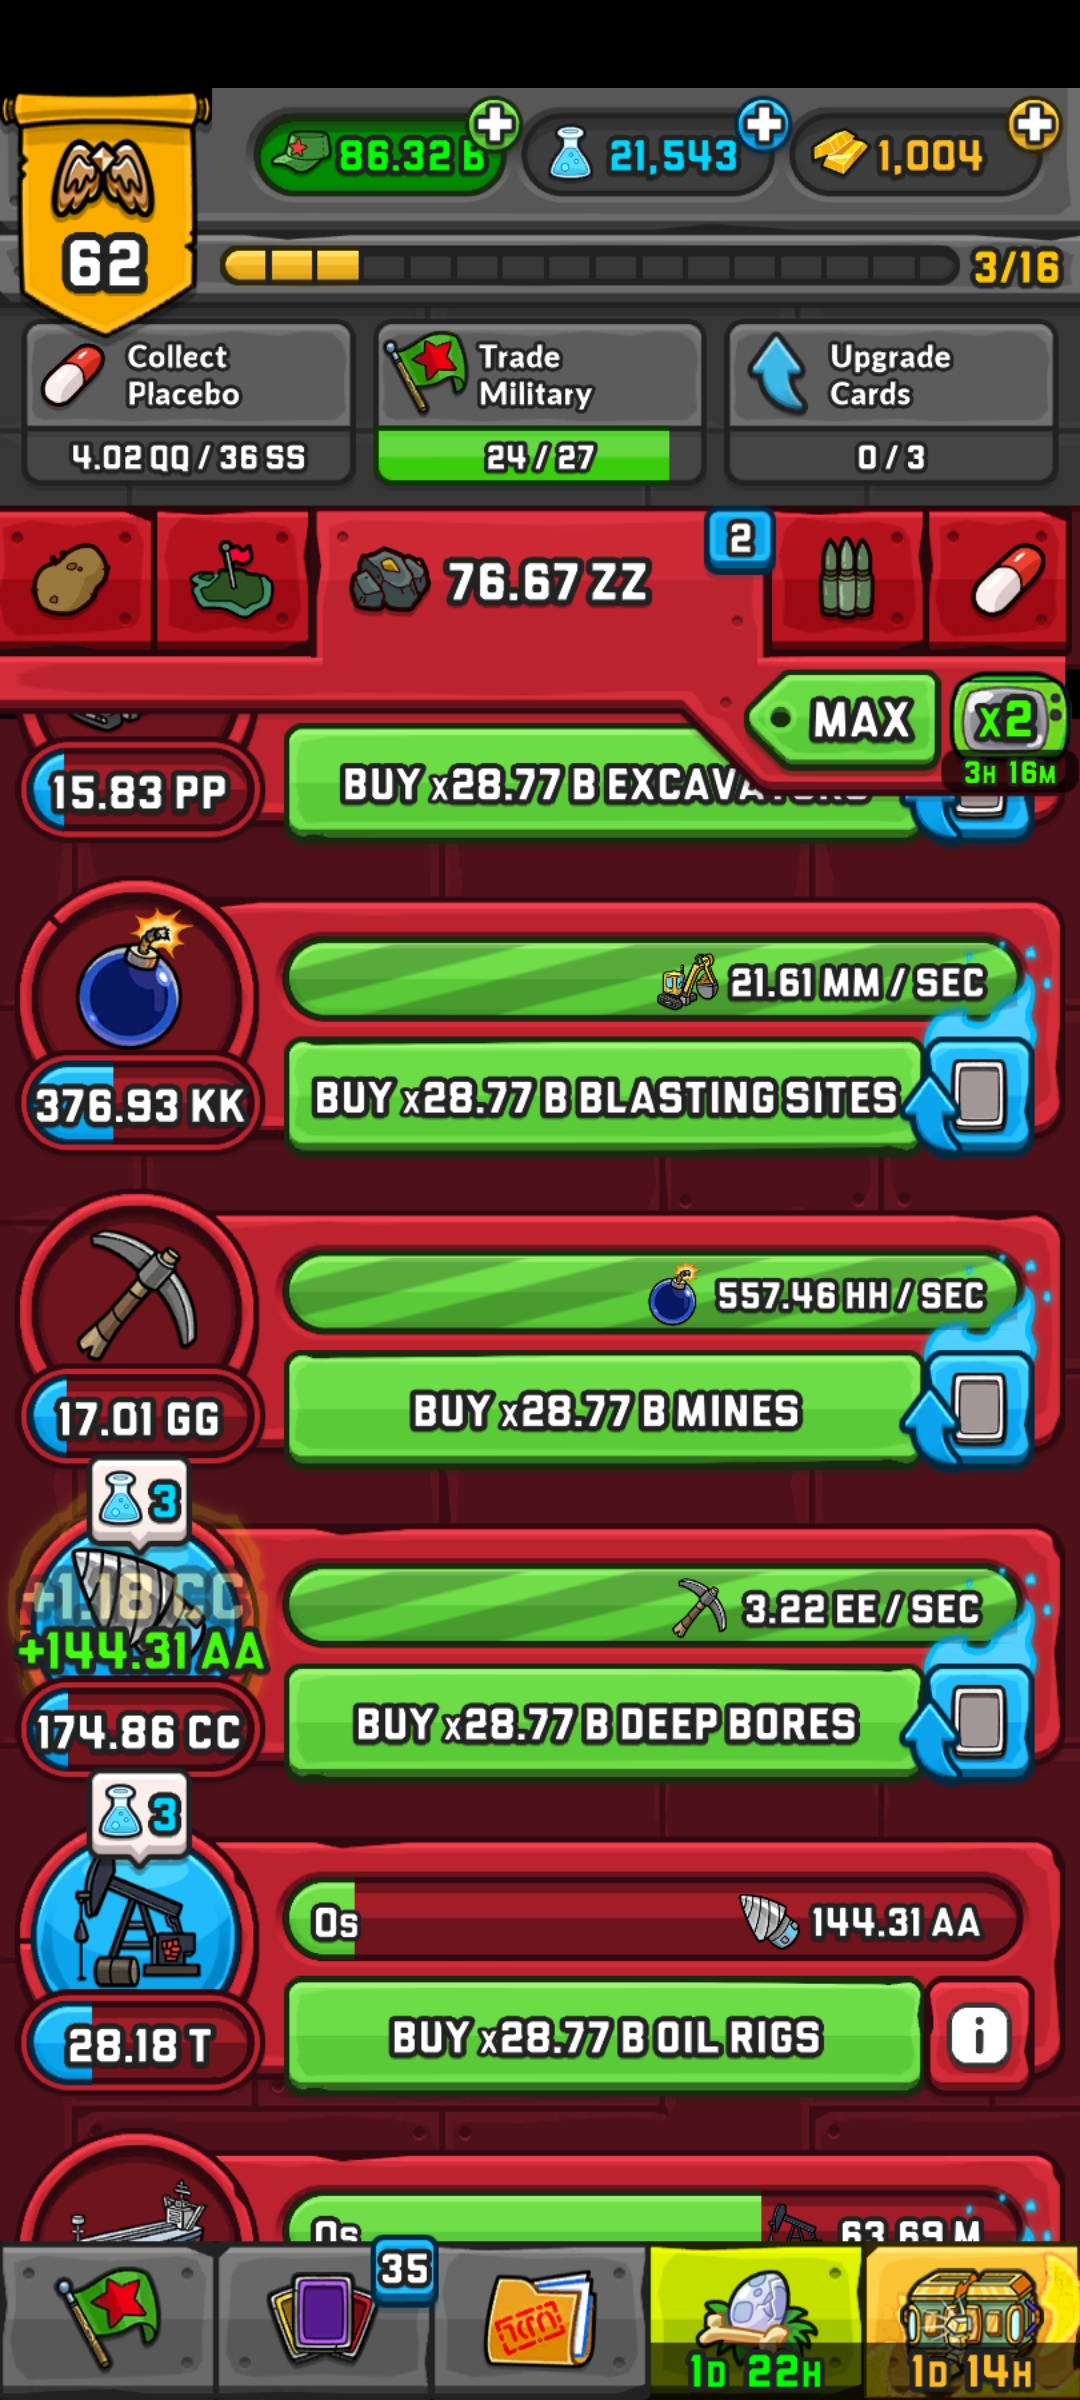 86.32 B
21,543
1,004
62
3/16
Collect
Placebo
4.02 QQ / 36 SS
Trade
Military
24 / 27
Upgrade
Cards
0 / 3
76.67 ZZ
2
MAX
x2
3H 16M
15.83 PP
BUY x28.77 B EXCAVATORS
21.61 MM / SEC
376.93 KK
BUY x28.77 B BLASTING SITES
557.46 HH / SEC
17.01 GG
BUY x28.77 B MINES
3
+1.18 CC
+144.31 AA
3.22 EE / SEC
174.86 CC
BUY x28.77 B DEEP BORES
3
0s
144.31 AA
28.18 T
BUY x28.77 B OIL RIGS
i
0s
63.69 M
35
1D 22H
1D 14H